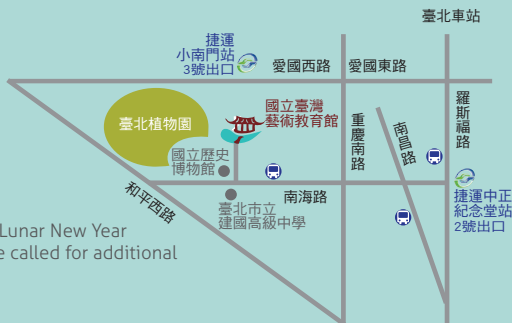 臺北車站
捷運
小南門站
3號出口
愛國西路
愛國東路
國立臺灣
藝術教育館
臺北植物園
重慶南路
南昌路
羅斯福路
國立歷史
博物館
和平西路
南海路
臺北市立
建國高級中學
捷運中正
紀念堂站
2號出口
Lunar New Year
e called for additional